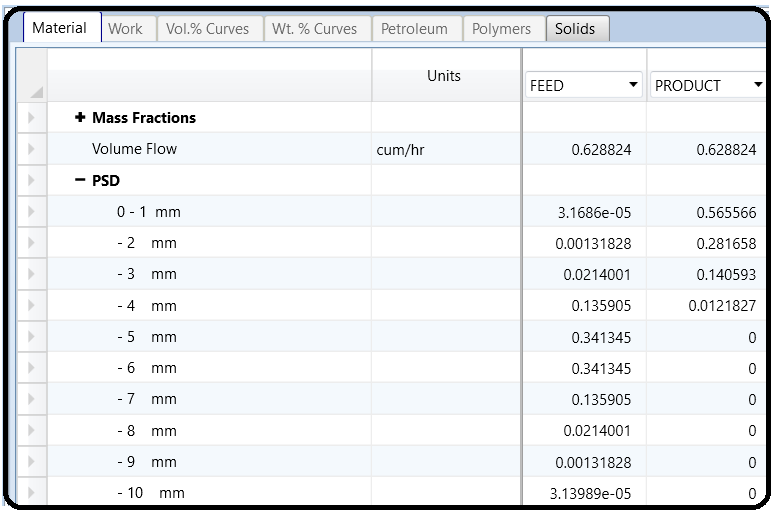 Material Work Vol.% Curves Wt. % Curves Petroleum Polymers Solids
Units FEED PRODUCT
+ Mass Fractions
Volume Flow cum/hr 0.628824 0.628824
− PSD
0 - 1 mm 3.1686e-05 0.565566
- 2 mm 0.00131828 0.281658
- 3 mm 0.0214001 0.140593
- 4 mm 0.135905 0.0121827
- 5 mm 0.341345 0
- 6 mm 0.341345 0
- 7 mm 0.135905 0
- 8 mm 0.0214001 0
- 9 mm 0.00131828 0
- 10 mm 3.13989e-05 0